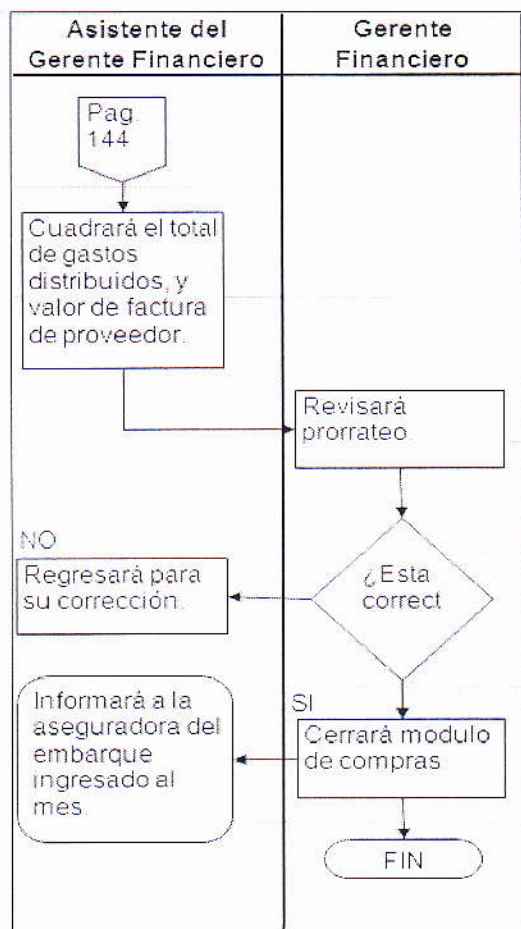 Asistente del
Gerente Financiero
Gerente
Financiero
Pag.
144
Cuadrará el total
de gastos
distribuidos, y
valor de factura
de proveedor.
Revisará
prorrateo.
¿Esta
correct
NO
Regresará para
su corrección.
SI
Cerrará modulo
de compras
Informará a la
aseguradora del
embarque
ingresado al
mes.
FIN